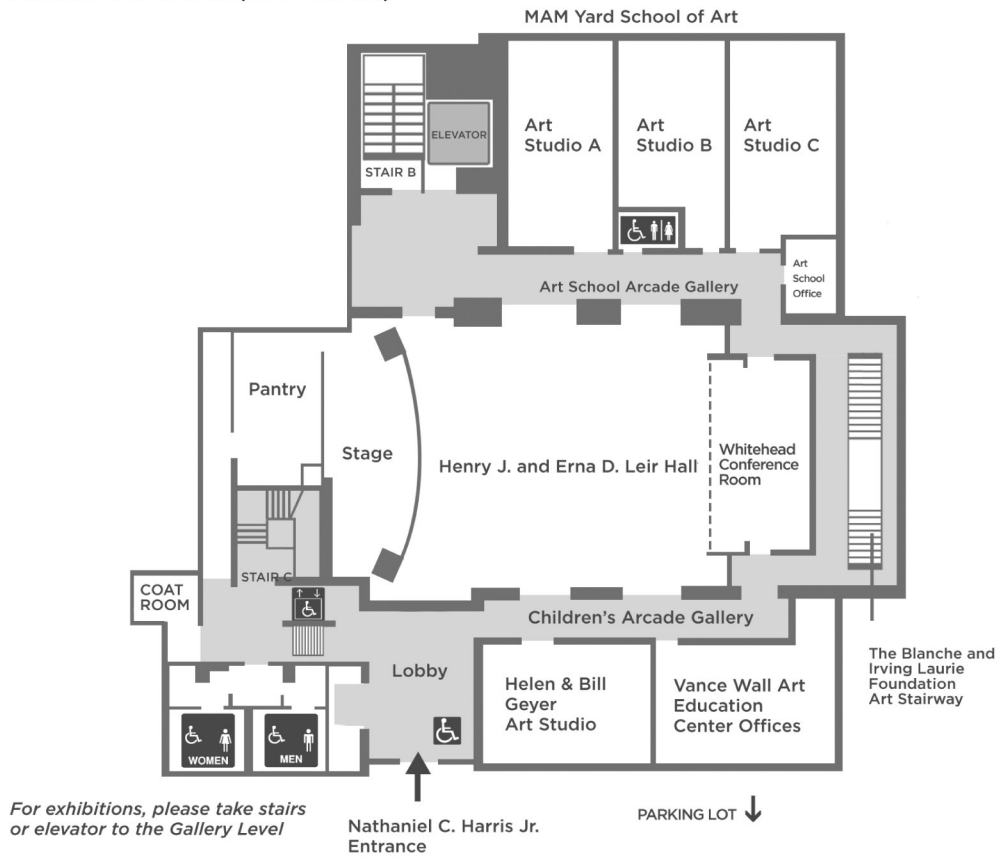 MAM Yard School of Art
ELEVATOR
STAIR B
Art
Studio A
Art
Studio B
Art
Studio C
Art
School
Office
Art School Arcade Gallery
Pantry
Stage
Henry J. and Erna D. Leir Hall
Whitehead
Conference
Room
STAIR C
COAT
ROOM
Children's Arcade Gallery
Lobby
Helen & Bill
Geyer
Art Studio
Vance Wall Art
Education
Center Offices
The Blanche and
Irving Laurie
Foundation
Art Stairway
WOMEN
MEN
For exhibitions, please take stairs
or elevator to the Gallery Level
Nathaniel C. Harris Jr.
Entrance
PARKING LOT